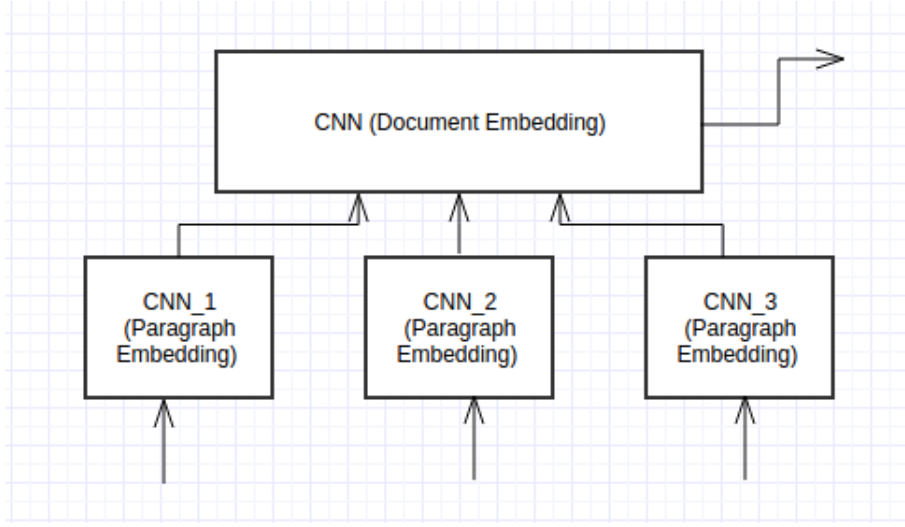 CNN (Document Embedding)
CNN_1
(Paragraph
Embedding)
CNN_2
(Paragraph
Embedding)
CNN_3
(Paragraph
Embedding)